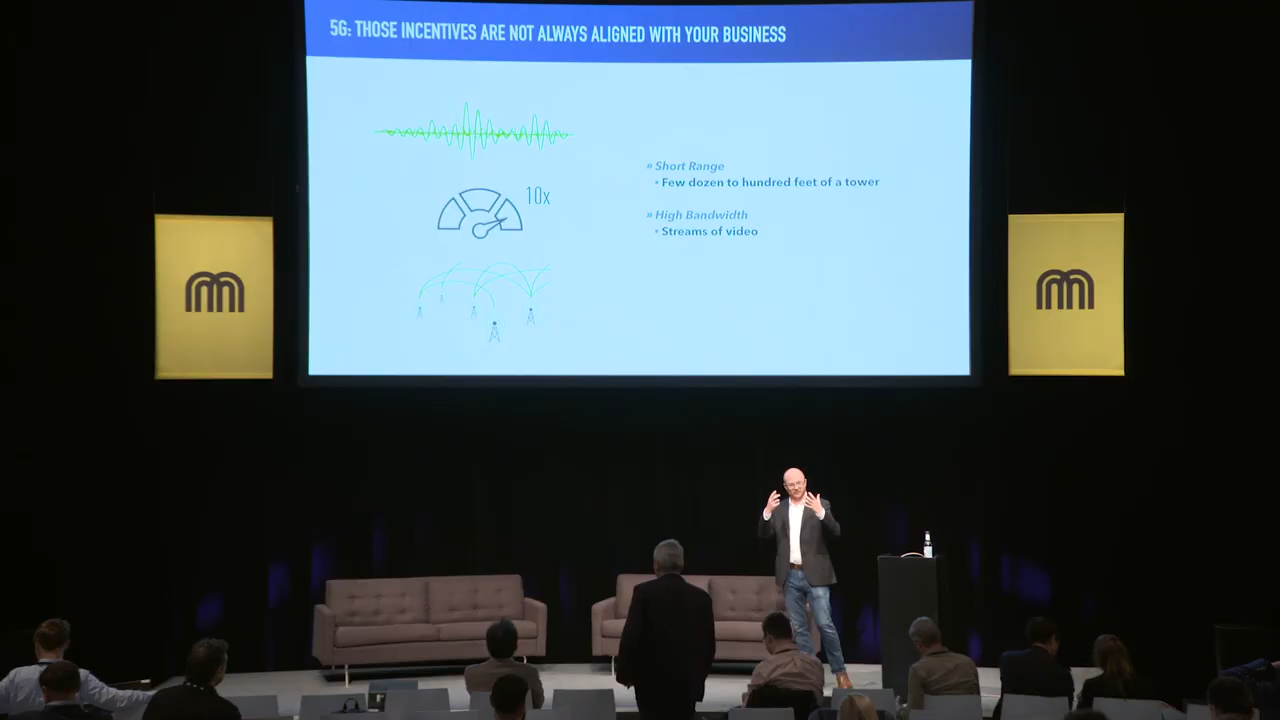 5G: THOSE INCENTIVES ARE NOT ALWAYS ALIGNED WITH YOUR BUSINESS
10x
» Short Range
• Few dozen to hundred feet of a tower
» High Bandwidth
• Streams of video